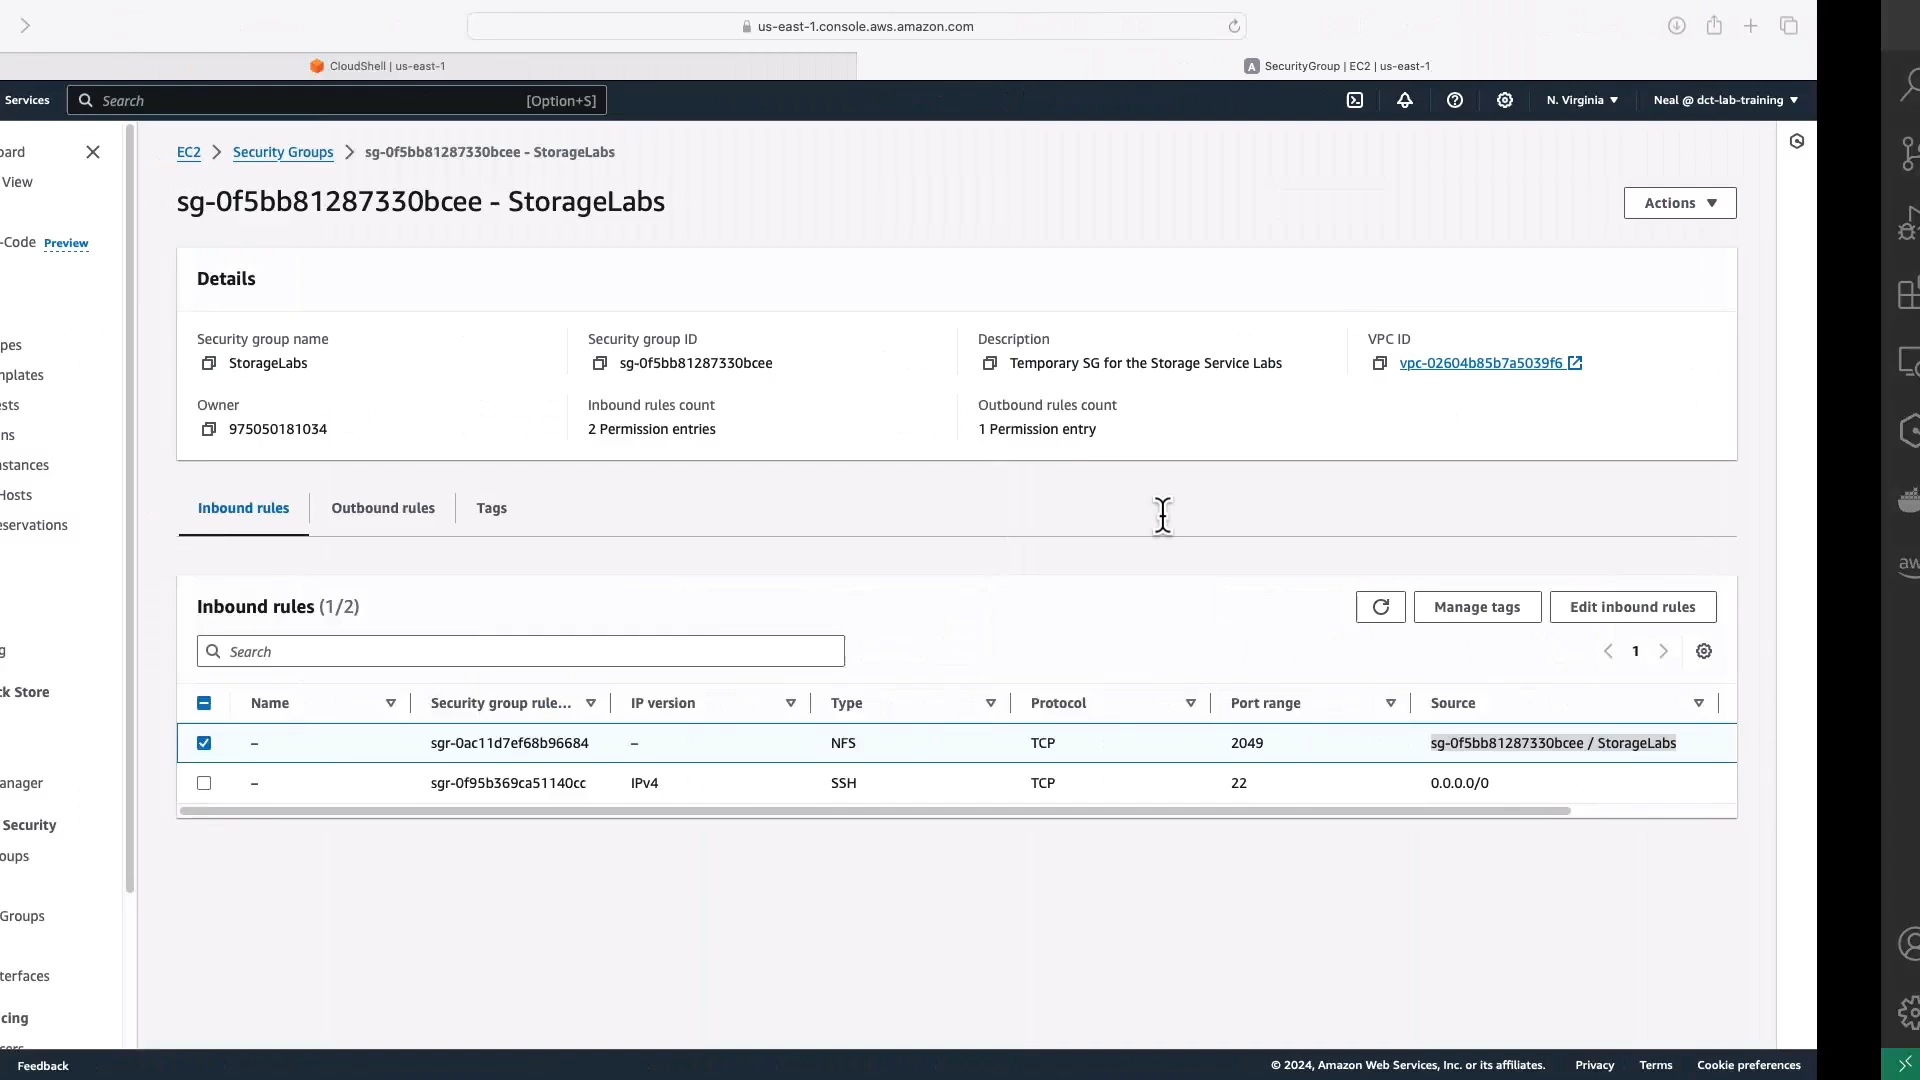 us-east-1.console.aws.amazon.com
CloudShell | us-east-1
A SecurityGroup | EC2 | us-east-1
Services
Search [Option+S]
N. Virginia ▼
Neal @ dct-lab-training ▼
EC2 > Security Groups > sg-0f5bb81287330bcee - StorageLabs
sg-0f5bb81287330bcee - StorageLabs
Actions ▼
Details
Security group name
StorageLabs
Security group ID
sg-0f5bb81287330bcee
Description
Temporary SG for the Storage Service Labs
VPC ID
vpc-02604b85b7a5039f6
Owner
975050181034
Inbound rules count
2 Permission entries
Outbound rules count
1 Permission entry
Inbound rules
Outbound rules
Tags
Inbound rules (1/2)
Manage tags
Edit inbound rules
Search
1
Name Security group rule... IP version Type Protocol Port range Source
– sgr-0ac11d7ef68b96684 – NFS TCP 2049 sg-0f5bb81287330bcee / StorageLabs
– sgr-0f95b369ca51140cc IPv4 SSH TCP 22 0.0.0.0/0
ard
View
-Code Preview
pes
nplates
sts
ns
nstances
Hosts
eservations
g
ck Store
anager
Security
oups
Groups
terfaces
cing
aw
Feedback
© 2024, Amazon Web Services, Inc. or its affiliates.
Privacy
Terms
Cookie preferences